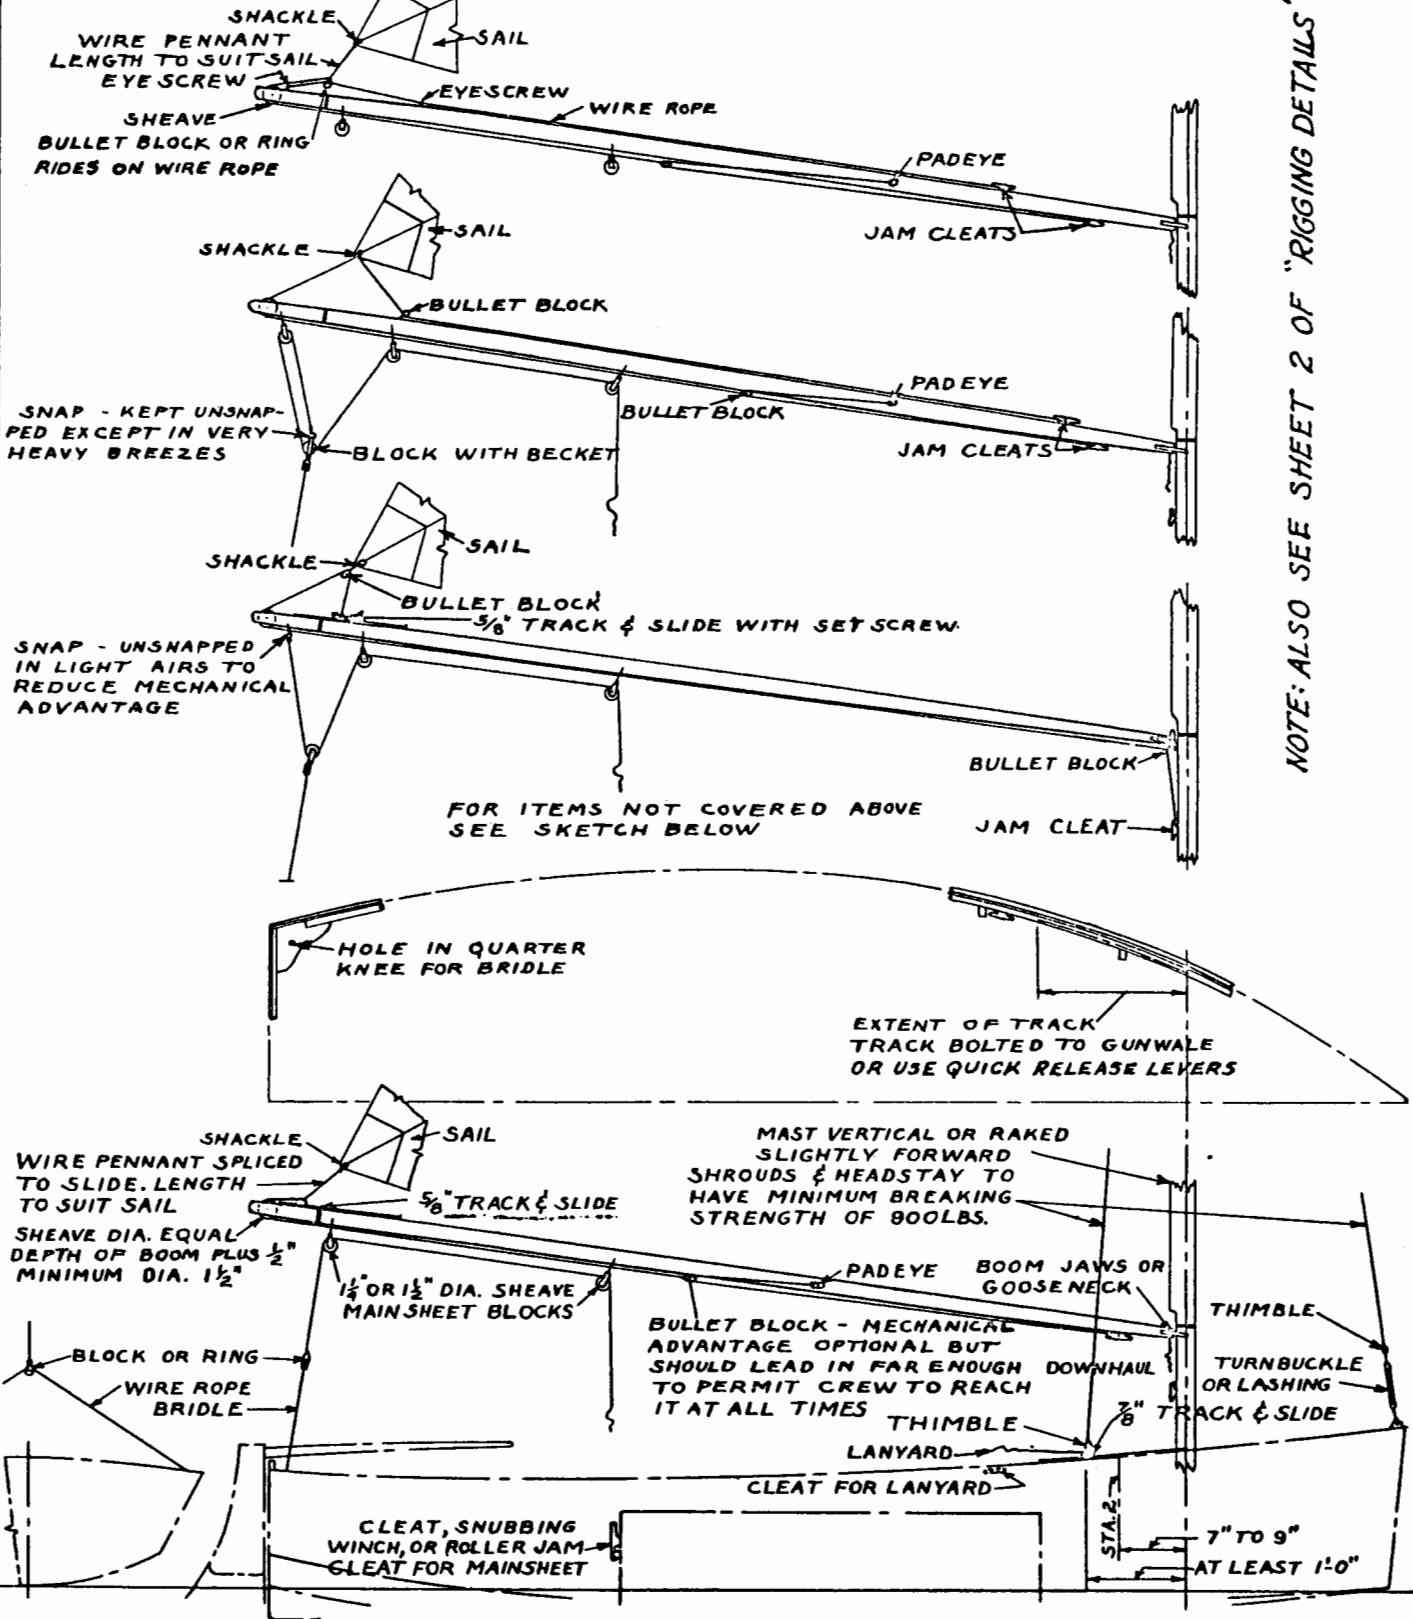 SHACKLE
SAIL
WIRE PENNANT
LENGTH TO SUIT SAIL
EYE SCREW
EYESCREW
WIRE ROPE
SHEAVE
BULLET BLOCK OR RING
RIDES ON WIRE ROPE
PADEYE
JAM CLEATS
NOTE: ALSO SEE SHEET 2 OF "RIGGING DETAILS"
SHACKLE
SAIL
BULLET BLOCK
PADEYE
BULLET BLOCK
SNAP - KEPT UNSNAP-
PED EXCEPT IN VERY
HEAVY BREEZES
BLOCK WITH BECKET
JAM CLEATS
SHACKLE
SAIL
BULLET BLOCK
5/8" TRACK & SLIDE WITH SET SCREW.
SNAP - UNSNAPPED
IN LIGHT AIRS TO
REDUCE MECHANICAL
ADVANTAGE
BULLET BLOCK
FOR ITEMS NOT COVERED ABOVE
SEE SKETCH BELOW
JAM CLEAT
HOLE IN QUARTER
KNEE FOR BRIDLE
EXTENT OF TRACK
TRACK BOLTED TO GUNWALE
OR USE QUICK RELEASE LEVERS
SHACKLE
SAIL
WIRE PENNANT SPLICED
TO SLIDE. LENGTH
TO SUIT SAIL
5/8" TRACK & SLIDE
MAST VERTICAL OR RAKED
SLIGHTLY FORWARD
SHROUDS & HEADSTAY TO
HAVE MINIMUM BREAKING
STRENGTH OF 900LBS.
SHEAVE DIA. EQUAL
DEPTH OF BOOM PLUS 1/2"
MINIMUM DIA. 1 1/2"
1 1/4" OR 1 1/2" DIA. SHEAVE
MAINSHEET BLOCKS
PADEYE
BOOM JAWS OR
GOOSENECK
THIMBLE
BULLET BLOCK - MECHANICAL
ADVANTAGE OPTIONAL BUT
SHOULD LEAD IN FAR ENOUGH
TO PERMIT CREW TO REACH
IT AT ALL TIMES
DOWNHAUL
TURNBUCKLE
OR LASHING
BLOCK OR RING
WIRE ROPE
BRIDLE
THIMBLE
7/8" TRACK & SLIDE
LANYARD
CLEAT FOR LANYARD
CLEAT, SNUBBING
WINCH, OR ROLLER JAM
CLEAT FOR MAINSHEET
STA. 2
7" TO 9"
AT LEAST 1'-0"